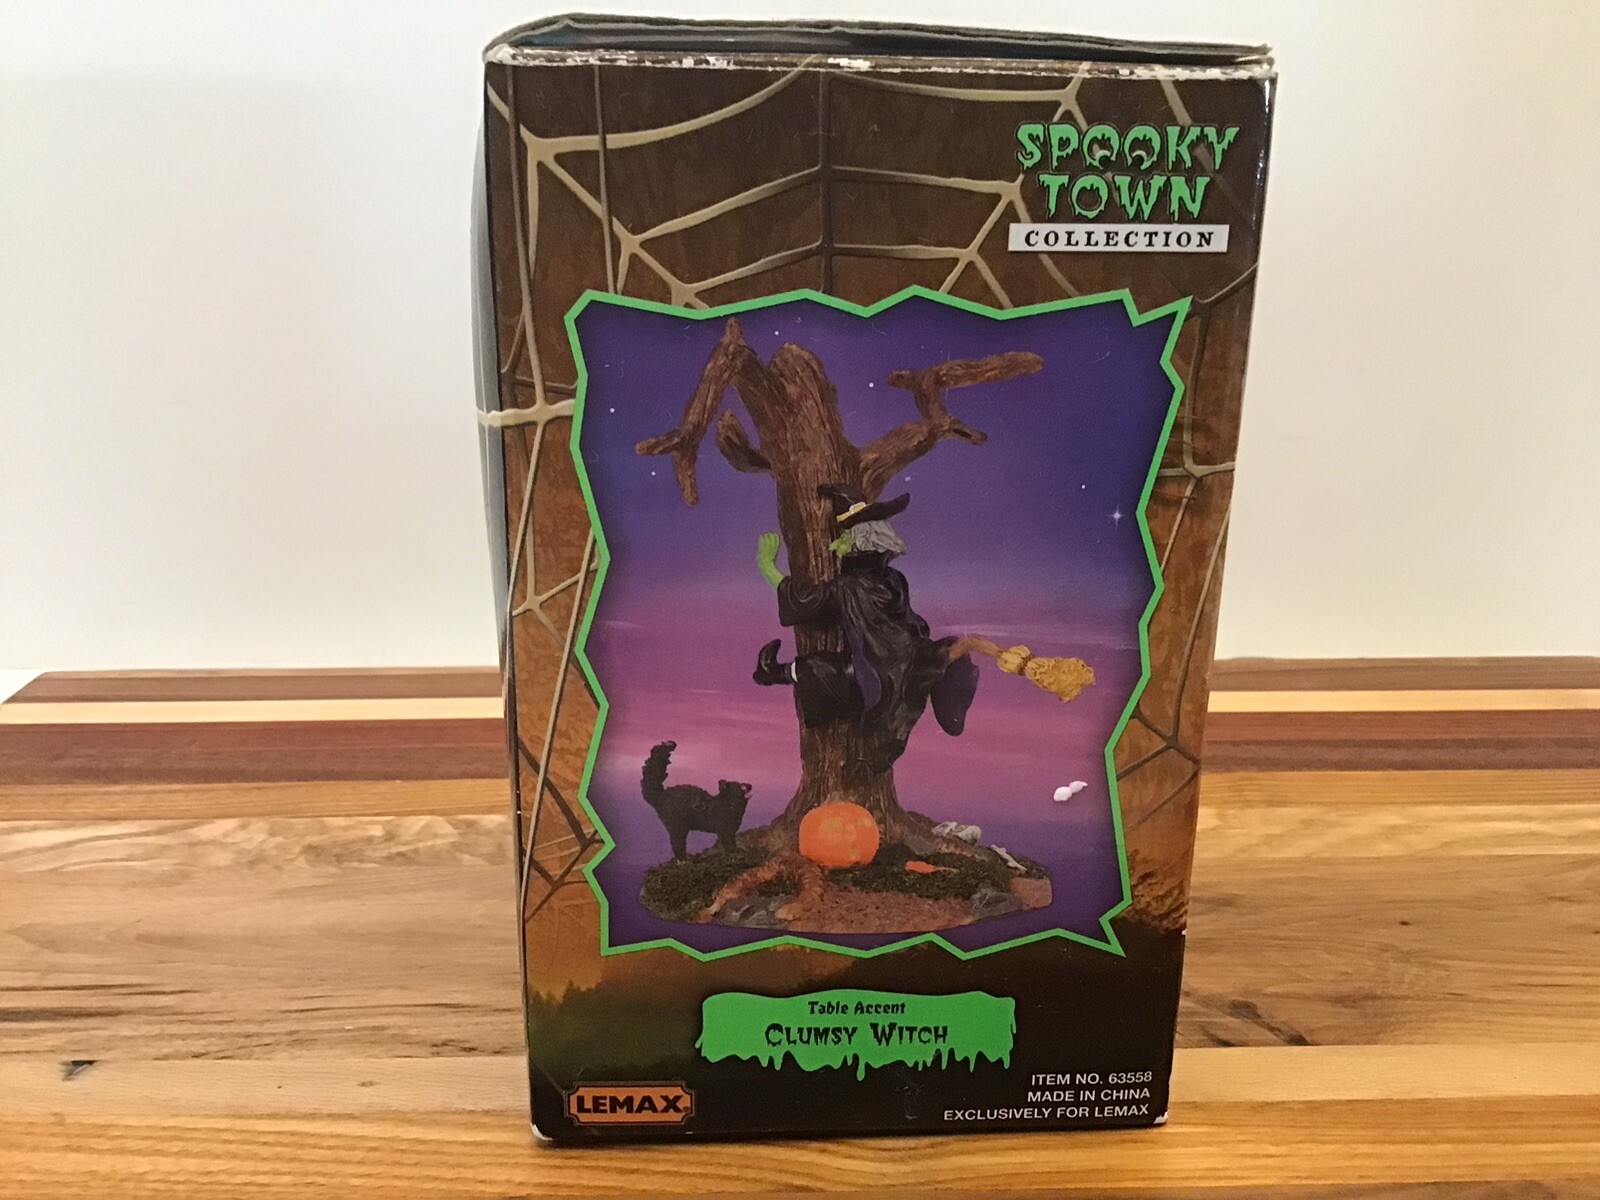 SPOOKY
TOWN
COLLECTION
Table Accent
CLUMSY WITCH
LEMAX
ITEM NO. 63558
MADE IN CHINA
EXCLUSIVELY FOR LEMAX